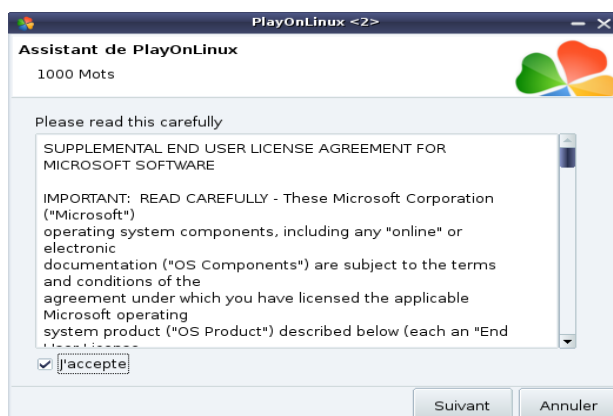 PlayOnLinux <2>
Assistant de PlayOnLinux
1000 Mots
Please read this carefully
SUPPLEMENTAL END USER LICENSE AGREEMENT FOR
MICROSOFT SOFTWARE
IMPORTANT:  READ CAREFULLY - These Microsoft Corporation
("Microsoft")
operating system components, including any "online" or
electronic
documentation ("OS Components") are subject to the terms
and conditions of the
agreement under which you have licensed the applicable
Microsoft operating
system product ("OS Product") described below (each an "End
User License
J'accepte
Suivant
Annuler